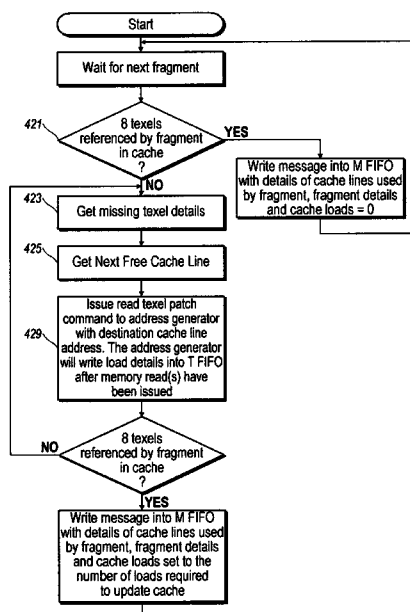 Start
Wait for next fragment
421
8 texels
referenced by fragment
in cache
?
YES
NO
Write message into M FIFO
with details of cache lines used
by fragment, fragment details
and cache loads = 0
423
Get missing texel details
425
Get Next Free Cache Line
429
Issue read texel patch
command to address generator
with destination cache line
address. The address generator
will write load details into T FIFO
after memory read(s) have
been issued
NO
8 texels
referenced by fragment
in cache
?
YES
Write message into M FIFO
with details of cache lines
used by fragment, fragment details
and cache loads set to the
number of loads required
to update cache